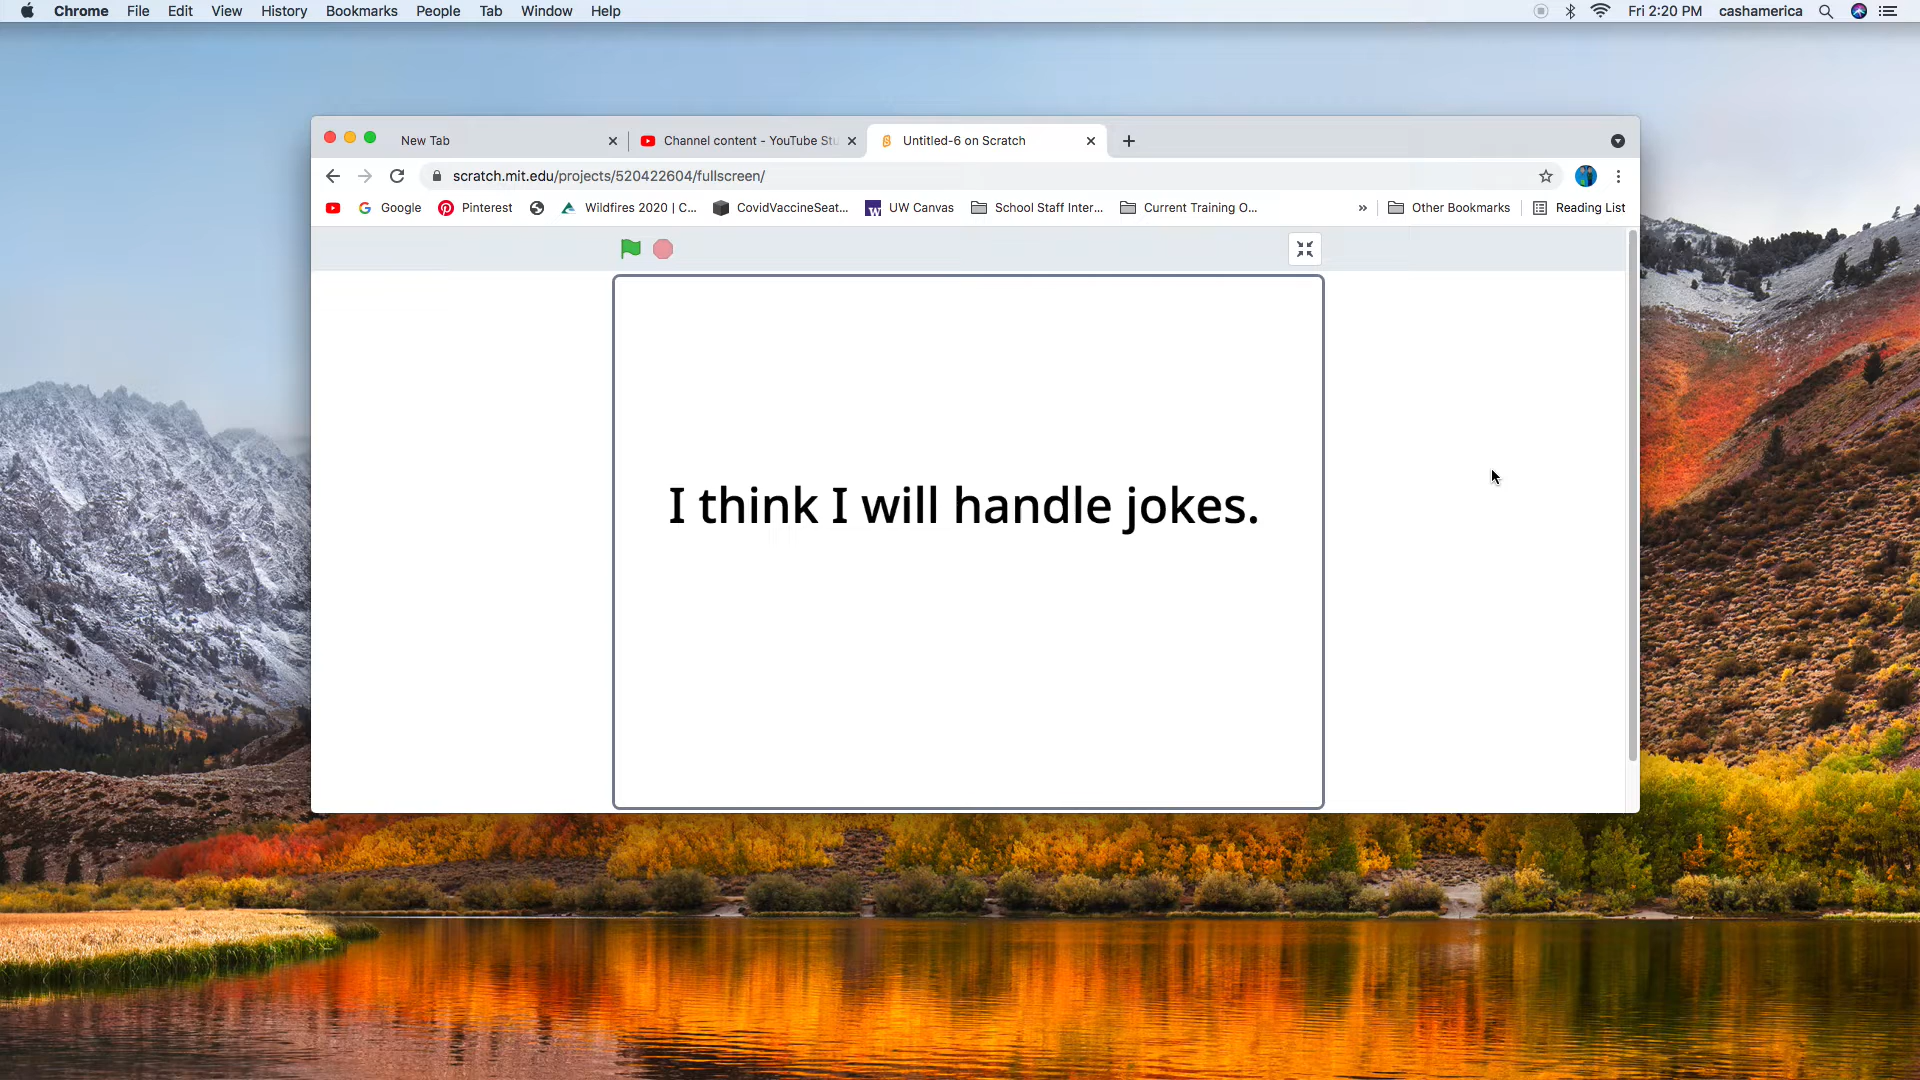 Chrome File Edit View History Bookmarks People Tab Window Help Fri 2:20 PM cashamerica
New Tab Channel content - YouTube Stu Untitled-6 on Scratch
scratch.mit.edu/projects/520422604/fullscreen/
Google Pinterest Wildfires 2020 | C... CovidVaccineSeat... W UW Canvas School Staff Inter... Current Training O... » Other Bookmarks Reading List
I think I will handle jokes.